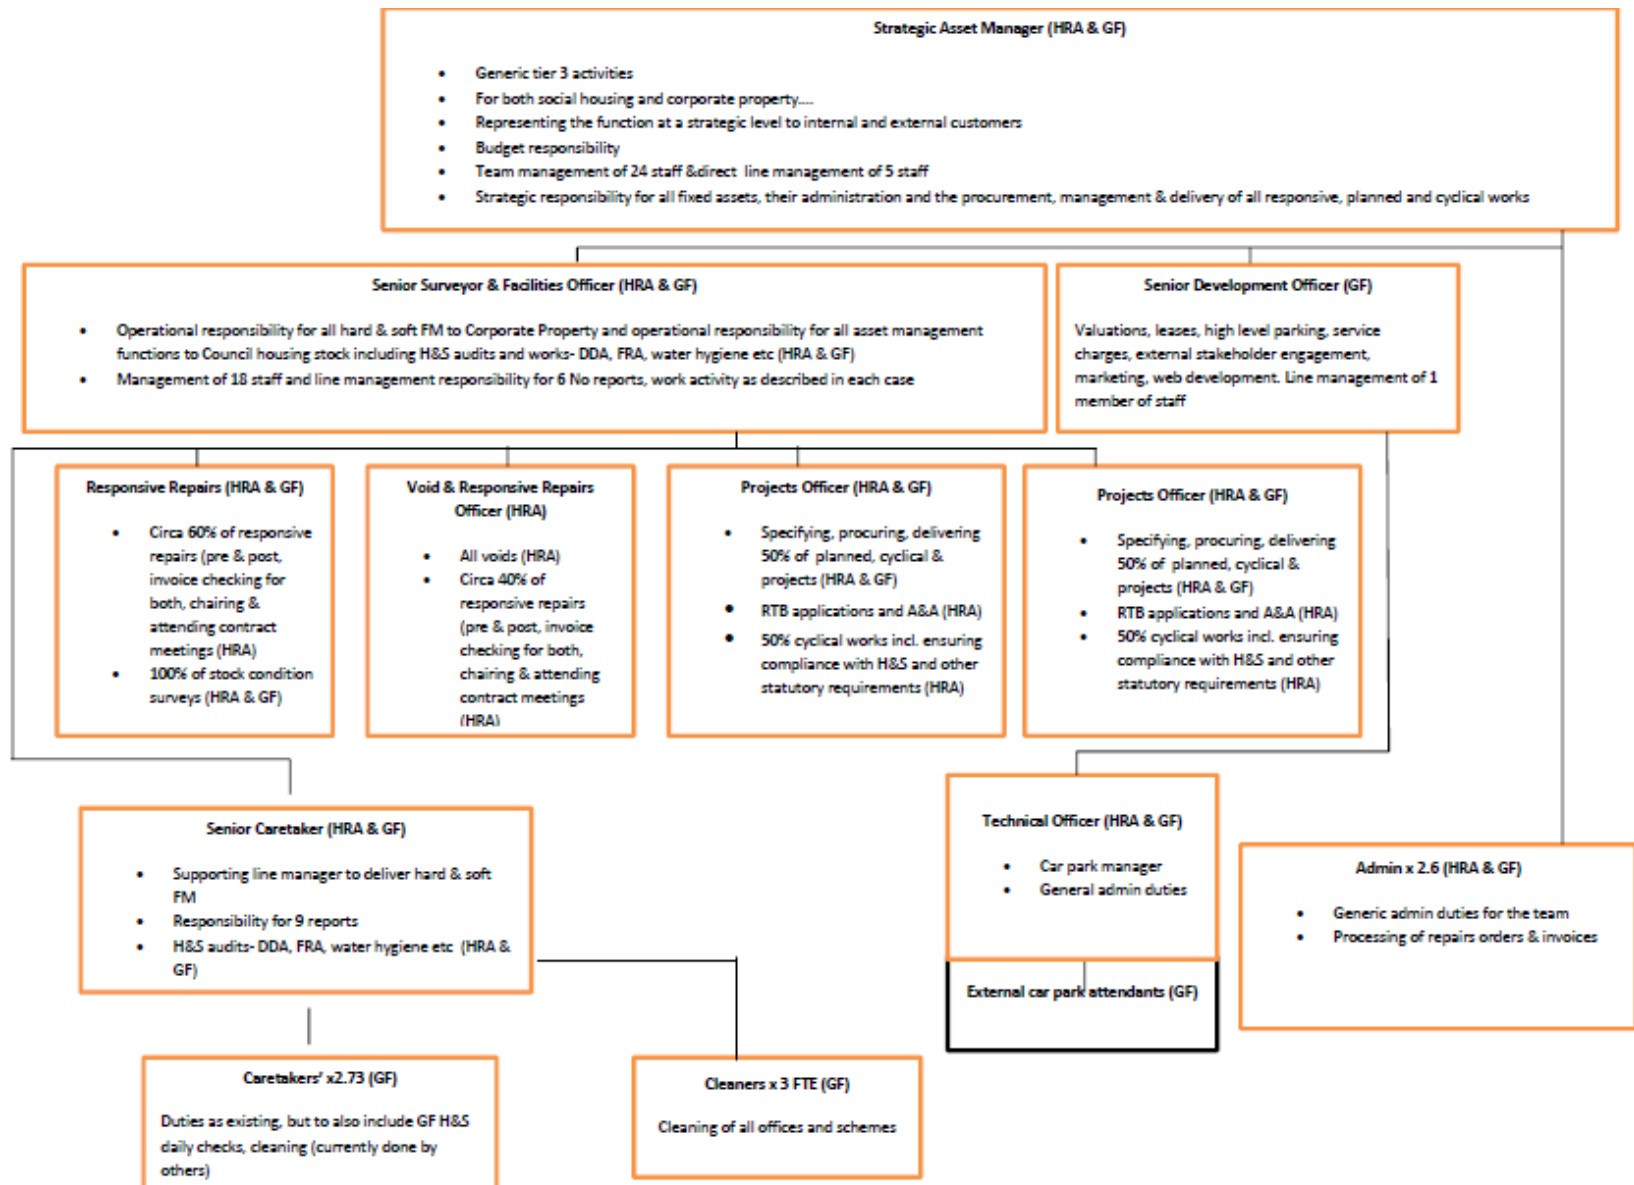 Strategic Asset Manager (HRA & GF)
• Generic tier 3 activities
• For both social housing and corporate property....
• Representing the function at a strategic level to internal and external customers
• Budget responsibility
• Team management of 24 staff &direct line management of 5 staff
• Strategic responsibility for all fixed assets, their administration and the procurement, management & delivery of all responsive, planned and cyclical works
Senior Surveyor & Facilities Officer (HRA & GF)
• Operational responsibility for all hard & soft FM to Corporate Property and operational responsibility for all asset management
functions to Council housing stock including H&S audits and works- DDA, FRA, water hygiene etc (HRA & GF)
• Management of 18 staff and line management responsibility for 6 No reports, work activity as described in each case
Senior Development Officer (GF)
Valuations, leases, high level parking, service
charges, external stakeholder engagement,
marketing, web development. Line management of 1
member of staff
Responsive Repairs (HRA & GF)
• Circa 60% of responsive
repairs (pre & post,
invoice checking for
both, chairing &
attending contract
meetings (HRA)
• 100% of stock condition
surveys (HRA & GF)
Void & Responsive Repairs
Officer (HRA)
• All voids (HRA)
• Circa 40% of
responsive repairs
(pre & post, invoice
checking for both,
chairing & attending
contract meetings
(HRA)
Projects Officer (HRA & GF)
• Specifying, procuring, delivering
50% of planned, cyclical &
projects (HRA & GF)
• RTB applications and A&A (HRA)
• 50% cyclical works incl. ensuring
compliance with H&S and other
statutory requirements (HRA)
Projects Officer (HRA & GF)
• Specifying, procuring, delivering
50% of planned, cyclical &
projects (HRA & GF)
• RTB applications and A&A (HRA)
• 50% cyclical works incl. ensuring
compliance with H&S and other
statutory requirements (HRA)
Senior Caretaker (HRA & GF)
• Supporting line manager to deliver hard & soft
FM
• Responsibility for 9 reports
• H&S audits- DDA, FRA, water hygiene etc (HRA &
GF)
Technical Officer (HRA & GF)
• Car park manager
• General admin duties
External car park attendants (GF)
Admin x 2.6 (HRA & GF)
• Generic admin duties for the team
• Processing of repairs orders & invoices
Caretakers' x2.73 (GF)
Duties as existing, but to also include GF H&S
daily checks, cleaning (currently done by
others)
Cleaners x 3 FTE (GF)
Cleaning of all offices and schemes